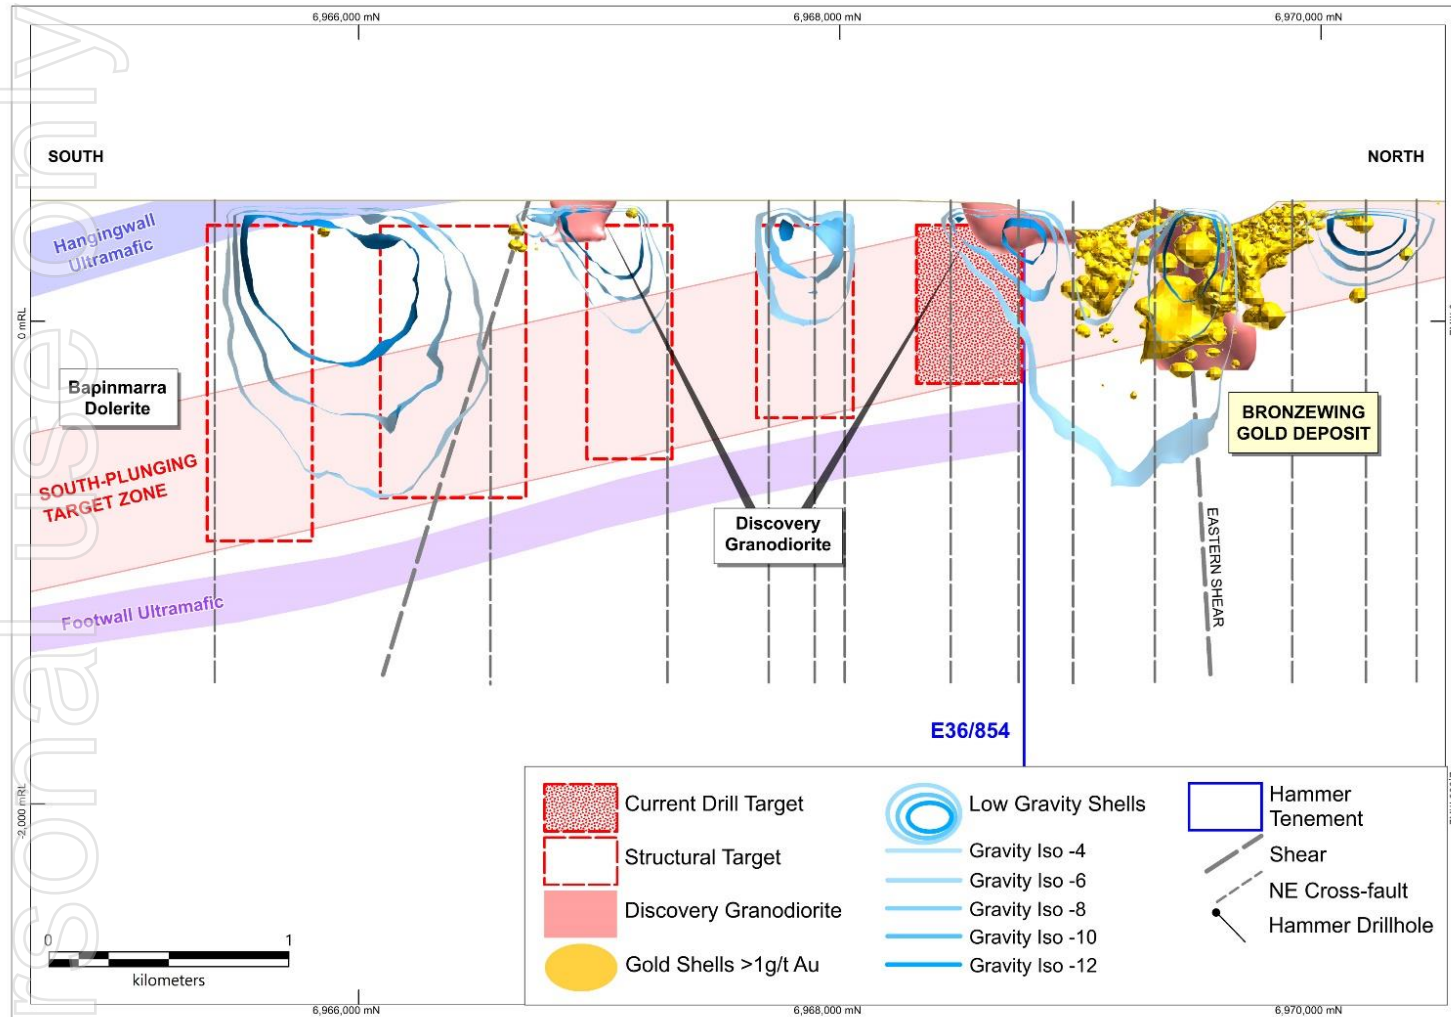 6,966,000 mN
6,968,000 mN
6,970,000 mN
SOUTH
NORTH
Hangingwall
Ultramafic
0 mRL
Bapinmarra
Dolerite
SOUTH-PLUNGING
TARGET ZONE
BRONZEWING
GOLD DEPOSIT
Discovery
Granodiorite
EASTERN SHEAR
Footwall Ultramafic
E36/854
-2,000 mRL
Current Drill Target
Structural Target
Discovery Granodiorite
Gold Shells >1g/t Au
Low Gravity Shells
Gravity Iso -4
Gravity Iso -6
Gravity Iso -8
Gravity Iso -10
Gravity Iso -12
Hammer
Tenement
Shear
NE Cross-fault
Hammer Drillhole
0 1
kilometers
6,966,000 mN
6,968,000 mN
6,970,000 mN
rsonal use only